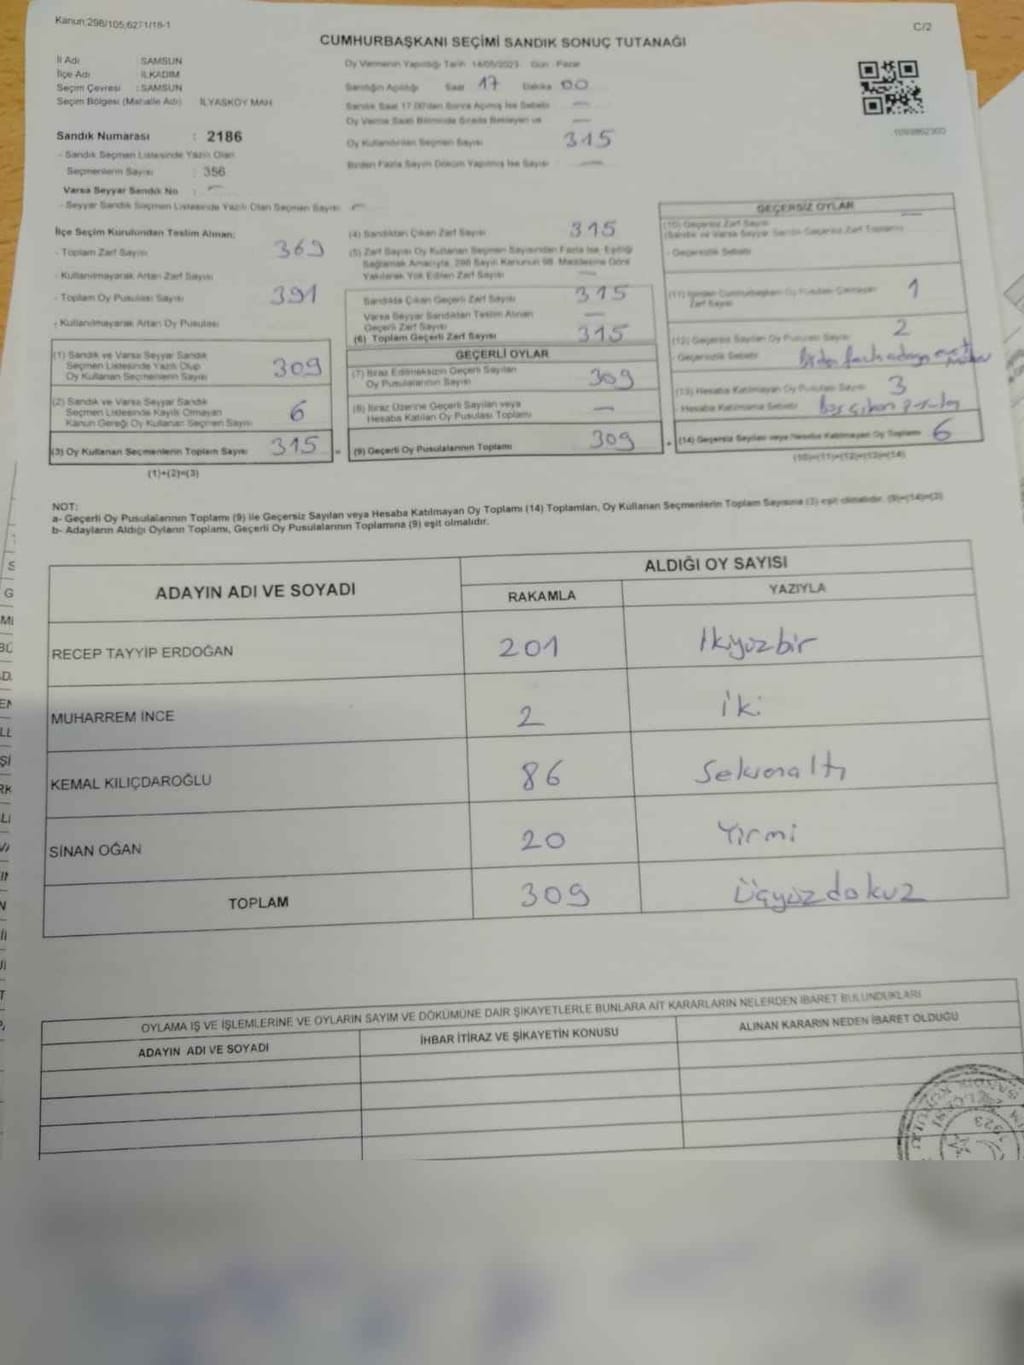 Kanun;298/105,6271/18-1
C/2
CUMHURBAŞKANI SEÇİMİ SANDIK SONUÇ TUTANAĞI
İl Adı SAMSUN
İlçe Adı İLKADIM
Seçim Çevresi : SAMSUN
Seçim Bölgesi (Mahalle Adı) İLYASKÖY MAH
Sandık Numarası : 2186
- Sandık Seçmen Listesinde Yazılı Olan
Seçmenlerin Sayısı : 356
Varsa Seyyar Sandık No : —
- Seyyar Sandık Seçmen Listesinde Yazılı Olan Seçmen Sayısı —
Oy Vermenin Yapıldığı Tarih 14/05/2023 Gün Pazar
Sandığın Açıldığı Saat 17 Dakika 00
Sandık Saat 17.00'den Sonra Açılmış İse Sebebi —
Oy Verme Saati Bitiminde Sırada Bekleyen —
Oy Kullandırılan Seçmen Sayısı 315
Birden Fazla Sayım Döküm Yapılmış İse Sayısı —
İlçe Seçim Kurulundan Teslim Alınan:
- Toplam Zarf Sayısı 369
- Kullanılmayarak Artan Zarf Sayısı
- Toplam Oy Pusulası Sayısı 391
- Kullanılmayarak Artan Oy Pusulası
(1) Sandık ve Varsa Seyyar Sandık
Seçmen Listesinde Yazılı Olup
Oy Kullanan Seçmenlerin Sayısı 309
(2) Sandık ve Varsa Seyyar Sandık
Seçmen Listesinde Kayıtlı Olmayan
Kanun Gereği Oy Kullanan Seçmen Sayısı 6
(3) Oy Kullanan Seçmenlerin Toplam Sayısı 315 =
(1)+(2)=(3)
(4) Sandıktan Çıkan Zarf Sayısı 315
(5) Zarf Sayısı Oy Kullanan Seçmen Sayısından Fazla İse, Eşitliği
Sağlamak Amacıyla, 298 Sayılı Kanunun 98. Maddesine Göre
Yakılarak Yok Edilen Zarf Sayısı —
Sandıkta Çıkan Geçerli Zarf Sayısı 315
Varsa Seyyar Sandıktan Teslim Alınan
Geçerli Zarf Sayısı —
(6) Toplam Geçerli Zarf Sayısı 315
GEÇERLİ OYLAR
(7) İtiraz Edilmeksizin Geçerli Sayılan
Oy Pusulalarının Sayısı 309
(8) İtiraz Üzerine Geçerli Sayılan veya
Hesaba Katılan Oy Pusulası Toplamı —
(9) Geçerli Oy Pusulalarının Toplamı 309 +
GEÇERSİZ OYLAR
(10) Geçersiz Zarf Sayısı —
(Sandık ve Varsa Seyyar Sandık Geçersiz Zarf Toplamı)
- Geçersizlik Sebebi
(11) İçinden Cumhurbaşkanı Oy Pusulası Çıkmayan
Zarf Sayısı 1
(12) Geçersiz Sayılan Oy Pusulası Sayısı 2
- Geçersizlik Sebebi Birden fazla adaya evet
(13) Hesaba Katılmayan Oy Pusulası Sayısı 3
- Hesaba Katılmama Sebebi Boş çıkan pusula
(14) Geçersiz Sayılan veya Hesaba Katılmayan Oy Toplamı 6
(10)+(11)+(12)+(13)=(14)
NOT:
a- Geçerli Oy Pusulalarının Toplamı (9) ile Geçersiz Sayılan veya Hesaba Katılmayan Oy Toplamı (14) Toplamları, Oy Kullanan Seçmenlerin Toplam Sayısına (3) eşit olmalıdır. (9)+(14)=(3)
b- Adayların Aldığı Oyların Toplamı, Geçerli Oy Pusulalarının Toplamına (9) eşit olmalıdır.
ADAYIN ADI VE SOYADI
ALDIĞI OY SAYISI
RAKAMLA YAZIYLA
RECEP TAYYİP ERDOĞAN 201 ikiyüzbir
MUHARREM İNCE 2 iki
KEMAL KILIÇDAROĞLU 86 Seksenaltı
SİNAN OĞAN 20 Yirmi
TOPLAM 309 Üçyüzdokuz
OYLAMA İŞ VE İŞLEMLERİNE VE OYLARIN SAYIM VE DÖKÜMÜNE DAİR ŞİKAYETLERLE BUNLARA AİT KARARLARIN NELERDEN İBARET BULUNDUKLARI
ADAYIN ADI VE SOYADI
İHBAR İTİRAZ VE ŞİKAYETİN KONUSU
ALINAN KARARIN NEDEN İBARET OLDUĞU